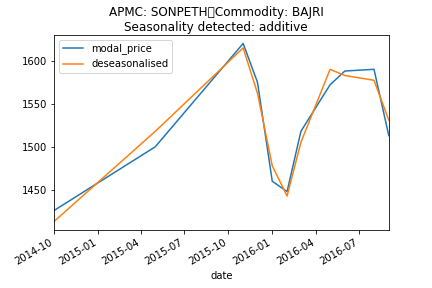 APMC: SONPETH Commodity: BAJRI
Seasonality detected: additive
modal_price
deseasonalised
1600
1550
1500
1450
2014-10
2015-01
2015-04
2015-07
2015-10
2016-01
2016-04
2016-07
date